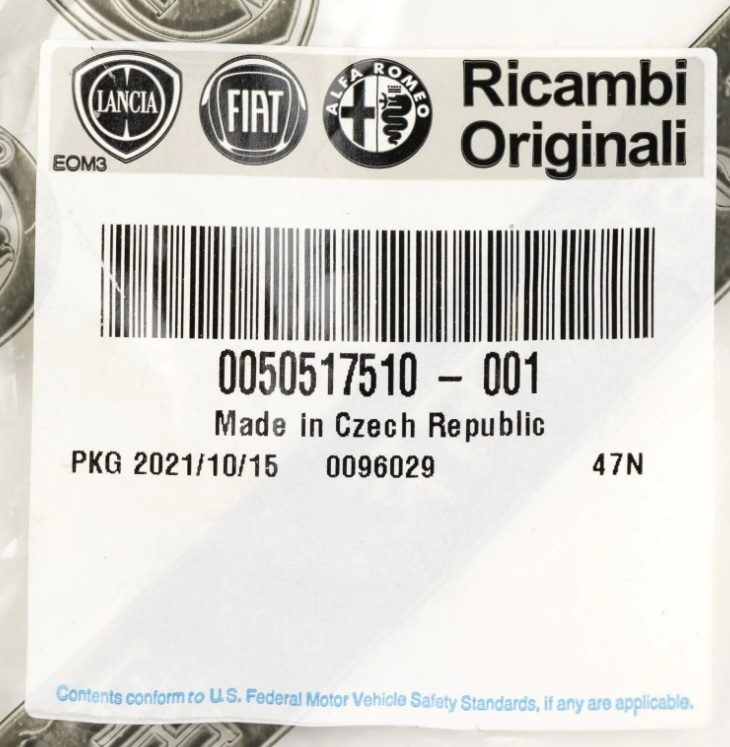 LANCIA FIAT ALFA ROMEO Ricambi
Originali
EOM3
0050517510 - 001
Made in Czech Republic
PKG 2021/10/15 0096029 47N
Contents conform to U.S. Federal Motor Vehicle Safety Standards, if any are applicable.